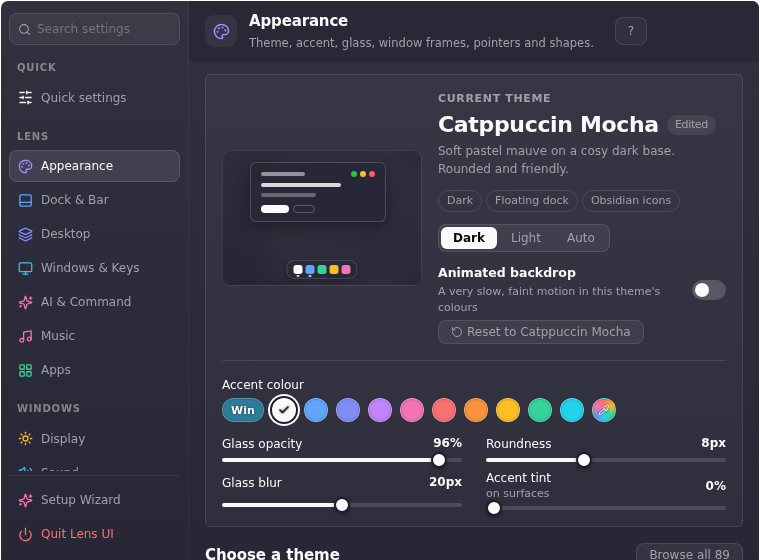 Search settings
QUICK
Quick settings
LENS
Appearance
Dock & Bar
Desktop
Windows & Keys
AI & Command
Music
Apps
WINDOWS
Display
Sound
Setup Wizard
Quit Lens UI
Appearance
Theme, accent, glass, window frames, pointers and shapes.
?
CURRENT THEME
Catppuccin Mocha Edited
Soft pastel mauve on a cosy dark base.
Rounded and friendly.
Dark Floating dock Obsidian icons
Dark Light Auto
Animated backdrop
A very slow, faint motion in this theme's
colours
Reset to Catppuccin Mocha
Accent colour
Win
Glass opacity 96%
Roundness 8px
Glass blur 20px
Accent tint 0%
on surfaces
Choose a theme
Browse all 89